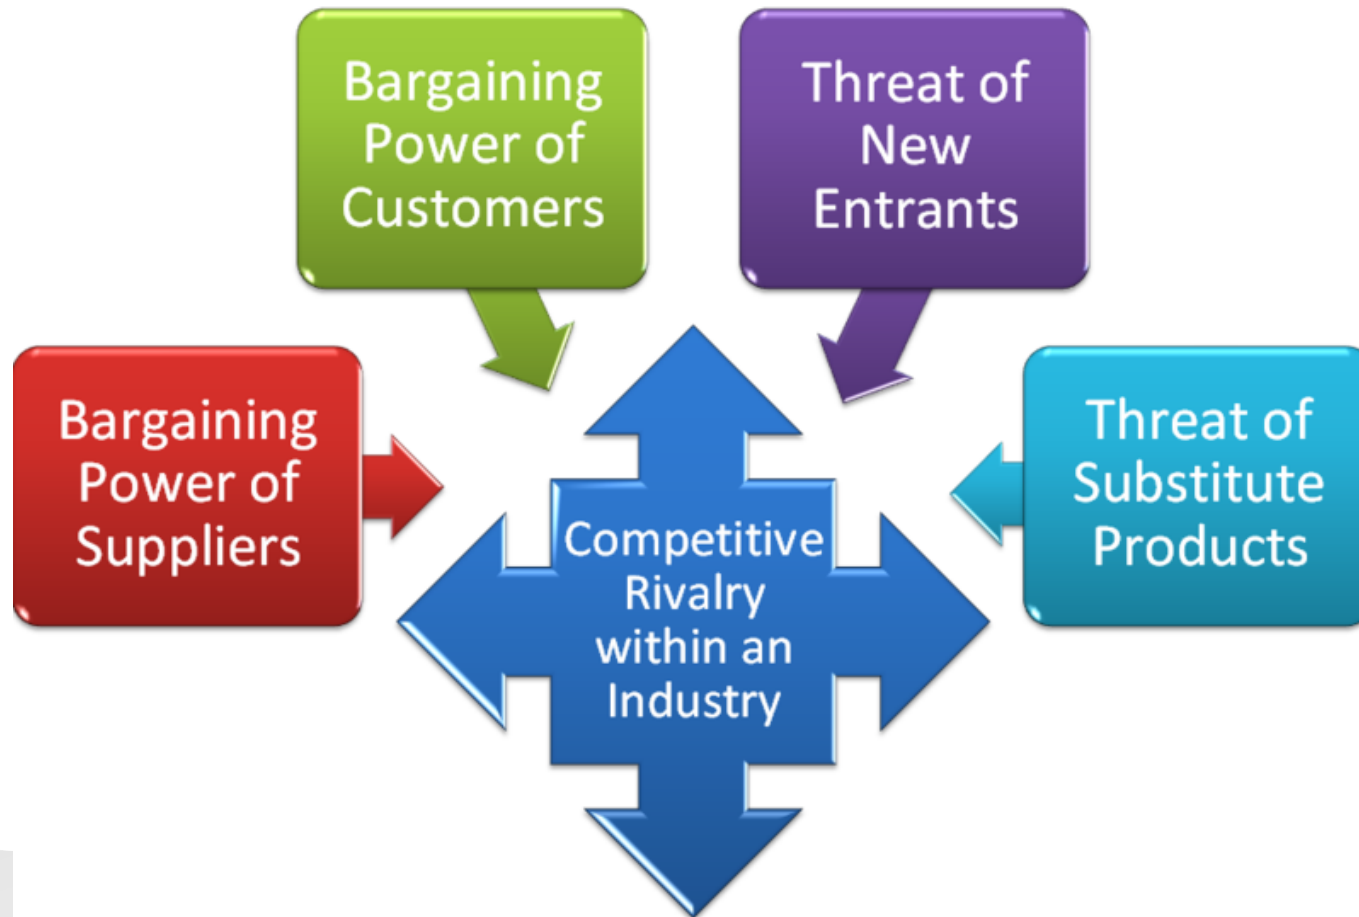 Bargaining
Power of
Customers
Threat of
New
Entrants
Bargaining
Power of
Suppliers
Threat of
Substitute
Products
Competitive
Rivalry
within an
Industry